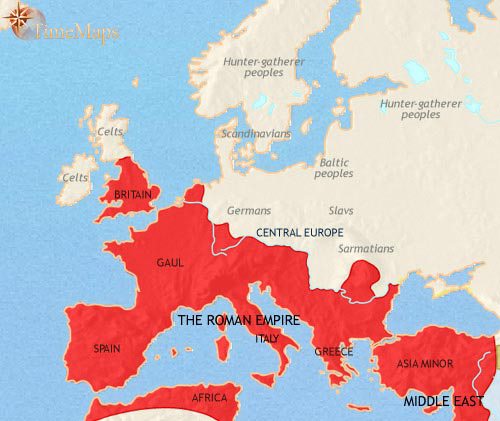 TimeMaps
Hunter-gatherer
peoples
Hunter-gatherer
peoples
Celts
Scandinavians
Baltic
peoples
Celts
BRITAIN
Germans
Slavs
CENTRAL EUROPE
Sarmatians
GAUL
THE ROMAN EMPIRE
ITALY
SPAIN
GREECE
ASIA MINOR
AFRICA
MIDDLE EAST